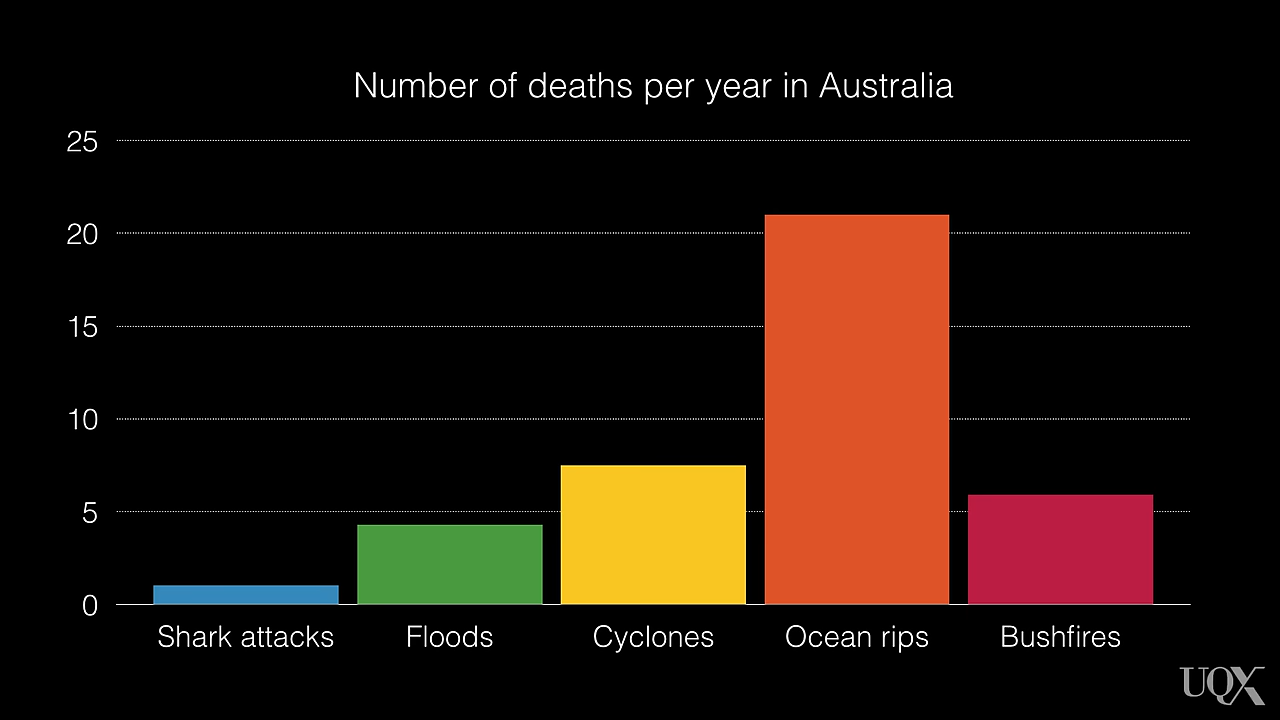 Number of deaths per year in Australia
25
20
15
10
5
0
Shark attacks Floods Cyclones Ocean rips Bushfires
UQX